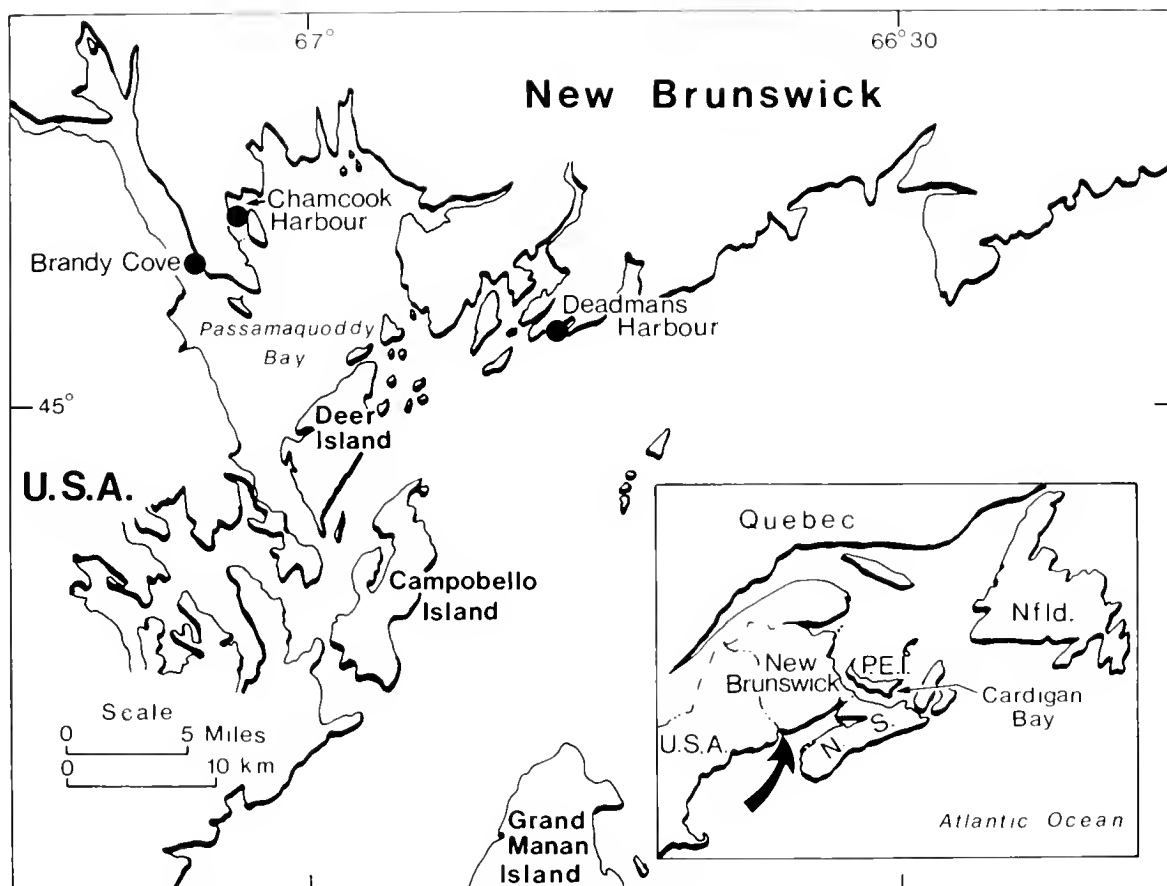 67°
66° 30
New Brunswick
Chamcook
Harbour
Brandy Cove
Deadmans
Harbour
Passamaquoddy
Bay
45°
Deer
Island
U.S.A.
Campobello
Island
Scale
0 5 Miles
0 10 km
Grand
Manan
Island
Quebec
Nfld.
P.E.I.
New
Brunswick
Cardigan
Bay
U.S.A.
N. S.
Atlantic Ocean